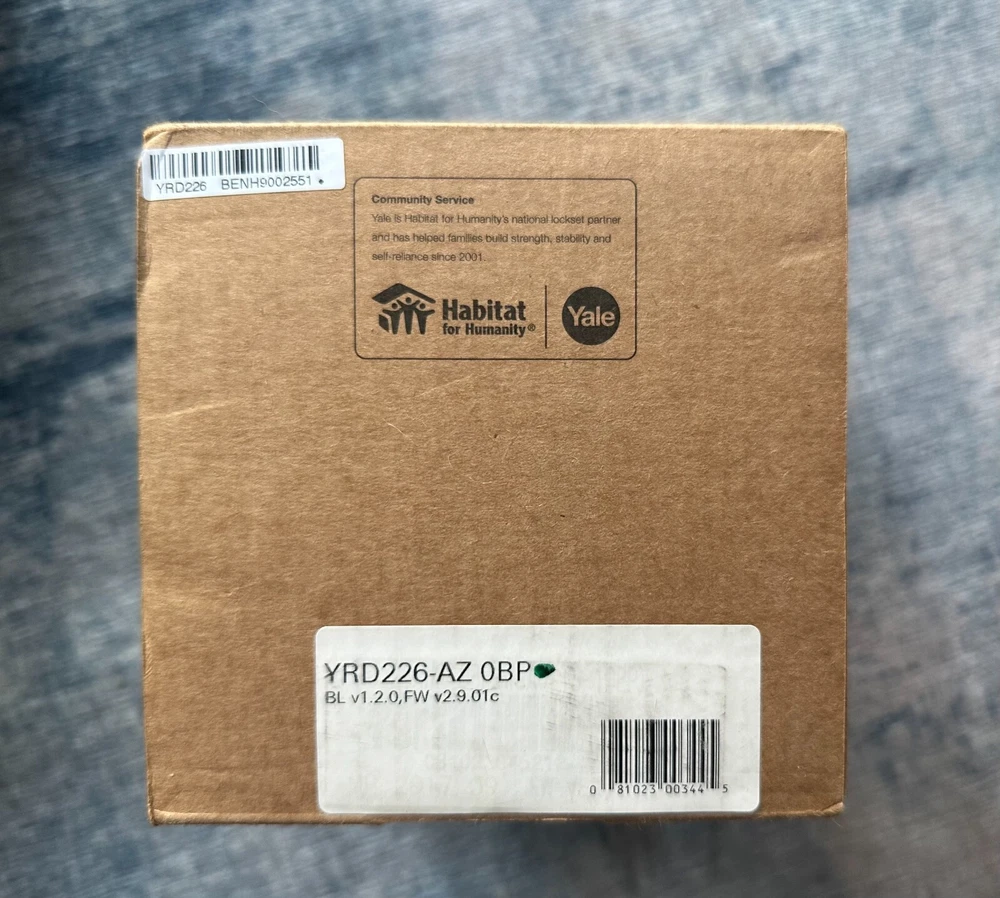 YRD226 BENH9002551
Community Service
Yale is Habitat for Humanity's national lockset partner
and has helped families build strength, stability and
self-reliance since 2001.
Habitat
for Humanity®
Yale
YRD226-AZ 0BP
BL v1.2.0,FW v2.9.01c
0 81023 00344 5